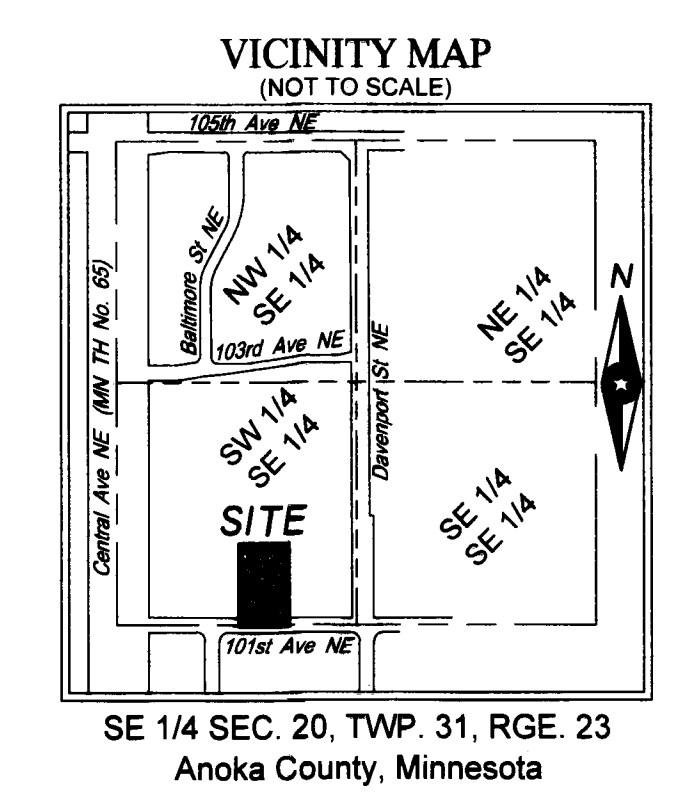 VICINITY MAP
(NOT TO SCALE)
105th Ave NE
Baltimore St NE
NW 1/4
SE 1/4
N
NE 1/4
SE 1/4
Central Ave NE (MN TH No. 65)
103rd Ave NE
Davenport St NE
SW 1/4
SE 1/4
SE 1/4
SE 1/4
SITE
101st Ave NE
SE 1/4 SEC. 20, TWP. 31, RGE. 23
Anoka County, Minnesota